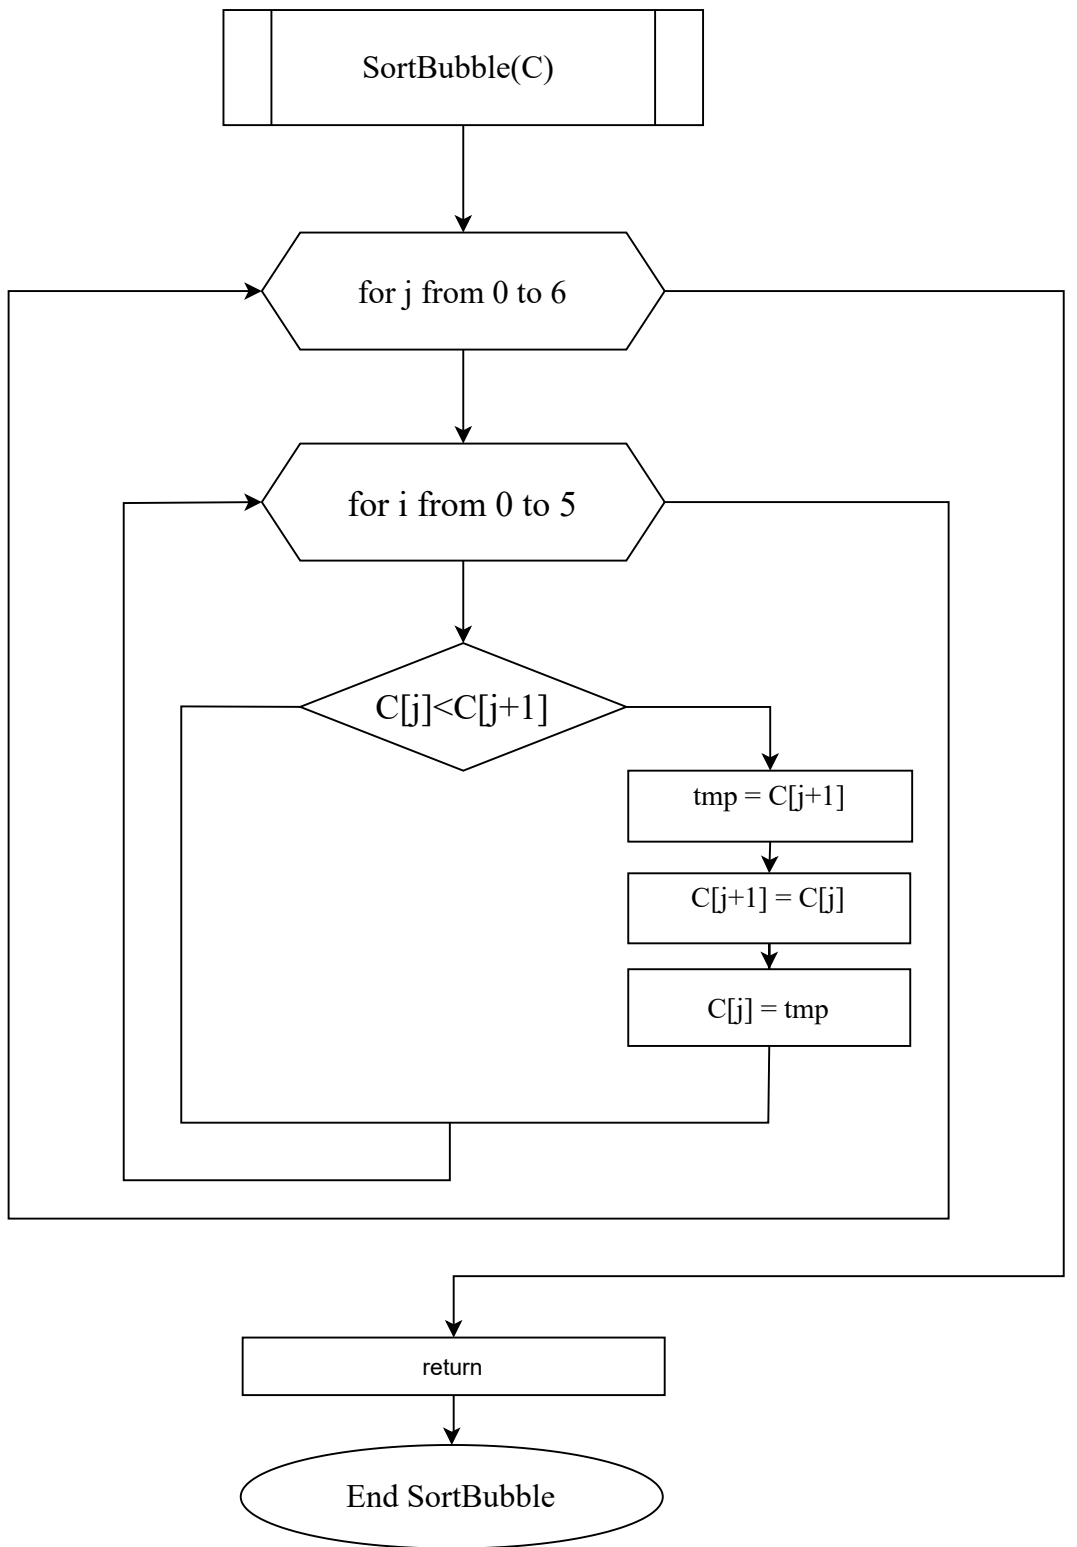 SortBubble(C)
for j from 0 to 6
for i from 0 to 5
C[j]<C[j+1]
tmp = C[j+1]
C[j+1] = C[j]
C[j] = tmp
return
End SortBubble